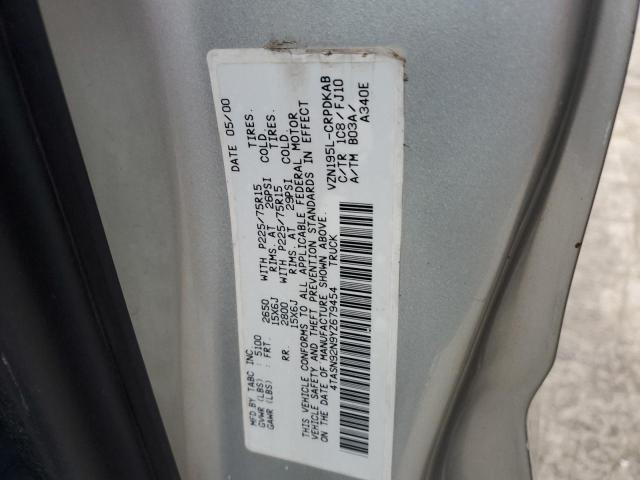 MFD BY TABC INC. DATE 05/00
GVWR (LBS) : 5100
GAWR (LBS) : FRT. 2650 WITH P225/75R15 TIRES.
15X6J RIMS. AT 26PSI COLD.
RR. 2800 WITH P225/75R15 TIRES.
15X6J RIMS. AT 29PSI COLD.
THIS VEHICLE CONFORMS TO ALL APPLICABLE FEDERAL MOTOR
VEHICLE SAFETY AND THEFT PREVENTION STANDARDS IN EFFECT
ON THE DATE OF MANUFACTURE SHOWN ABOVE.
4TASN92N9YZ679454 TRUCK
VZN195L-CRPDKAB
C/TR 1C8/FJ10
A/TM B03A/
A340E